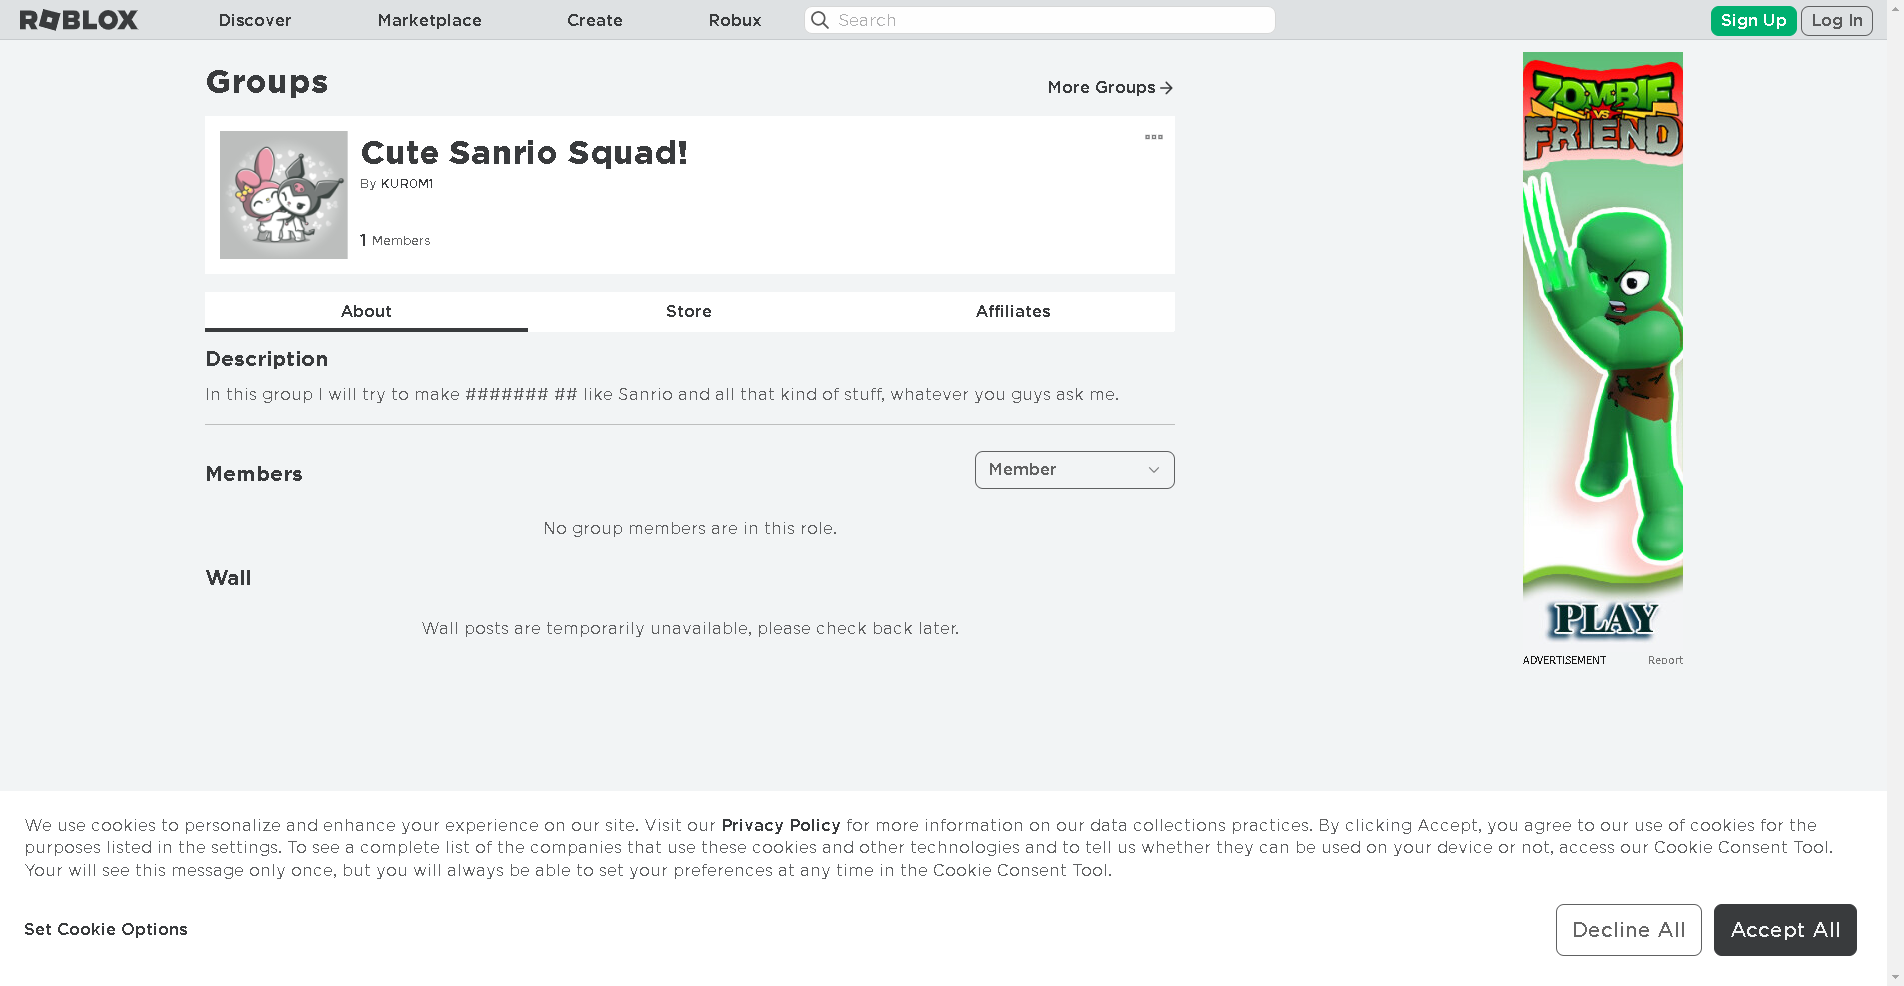 ROBLOX Discover Marketplace Create Robux Search Sign Up Log In
Groups
More Groups
Cute Sanrio Squad!
By KUR0M1
1 Members
About Store Affiliates
Description
In this group I will try to make ####### ## like Sanrio and all that kind of stuff, whatever you guys ask me.
Members
Member
No group members are in this role.
Wall
Wall posts are temporarily unavailable, please check back later.
ZOMBIE
VS
FRIEND
PLAY
ADVERTISEMENT Report
We use cookies to personalize and enhance your experience on our site. Visit our Privacy Policy for more information on our data collections practices. By clicking Accept, you agree to our use of cookies for the
purposes listed in the settings. To see a complete list of the companies that use these cookies and other technologies and to tell us whether they can be used on your device or not, access our Cookie Consent Tool.
Your will see this message only once, but you will always be able to set your preferences at any time in the Cookie Consent Tool.
Set Cookie Options
Decline All
Accept All